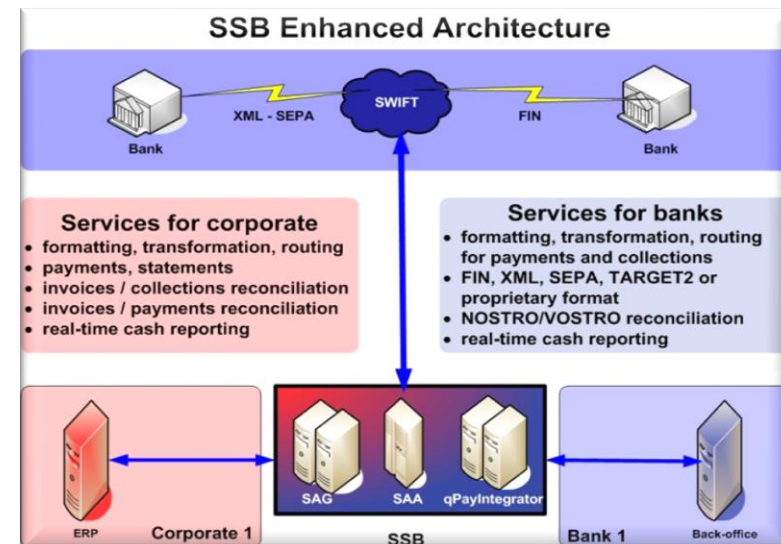 SSB Enhanced Architecture
SWIFT
XML - SEPA
FIN
Bank
Bank
Services for corporate
• formatting, transformation, routing
• payments, statements
• invoices / collections reconciliation
• invoices / payments reconciliation
• real-time cash reporting
Services for banks
• formatting, transformation, routing
for payments and collections
• FIN, XML, SEPA, TARGET2 or
proprietary format
• NOSTRO/VOSTRO reconciliation
• real-time cash reporting
ERP
Corporate 1
SAG
SAA
qPayIntegrator
SSB
Bank 1
Back-office